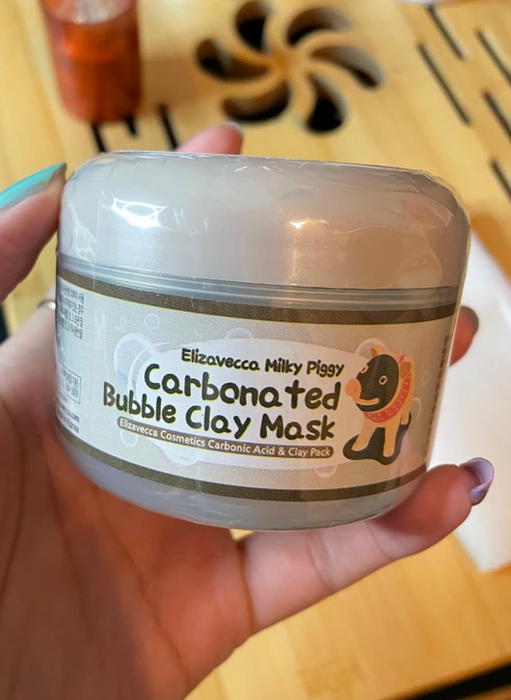 Elizavecca Milky Piggy
Carbonated
Bubble Clay Mask
Elizavecca Cosmetics Carbonic Acid & Clay Pack